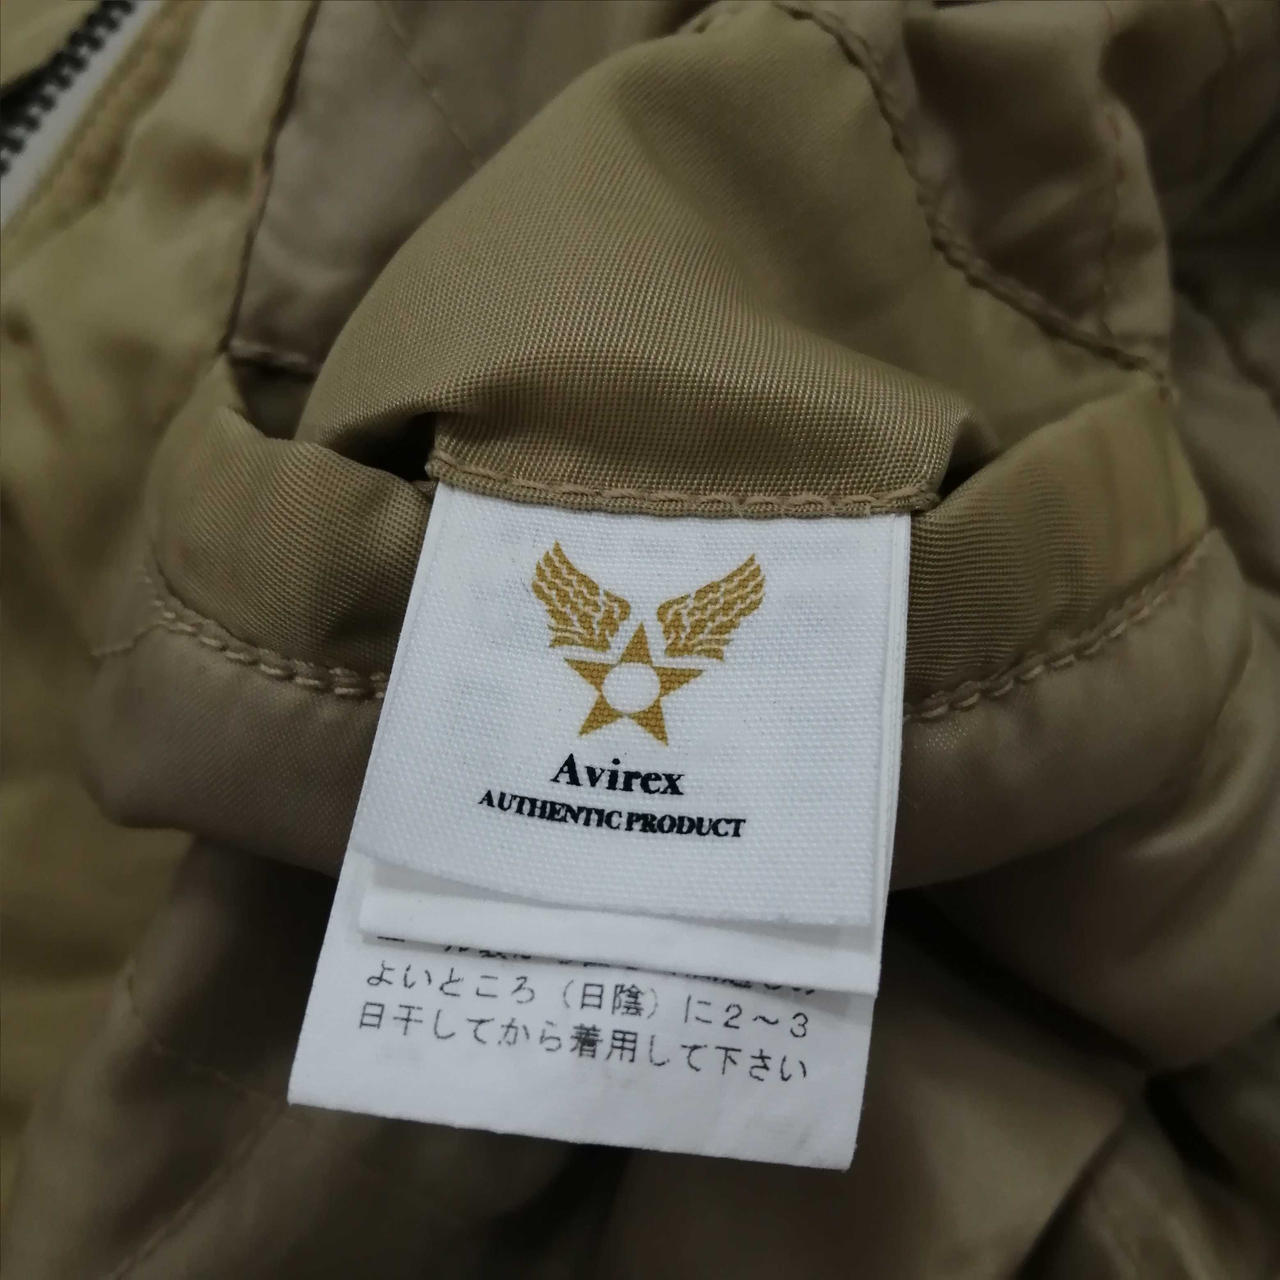 Avirex
AUTHENTIC PRODUCT
よいところ（日陰）に2～3
日干してから着用して下さい